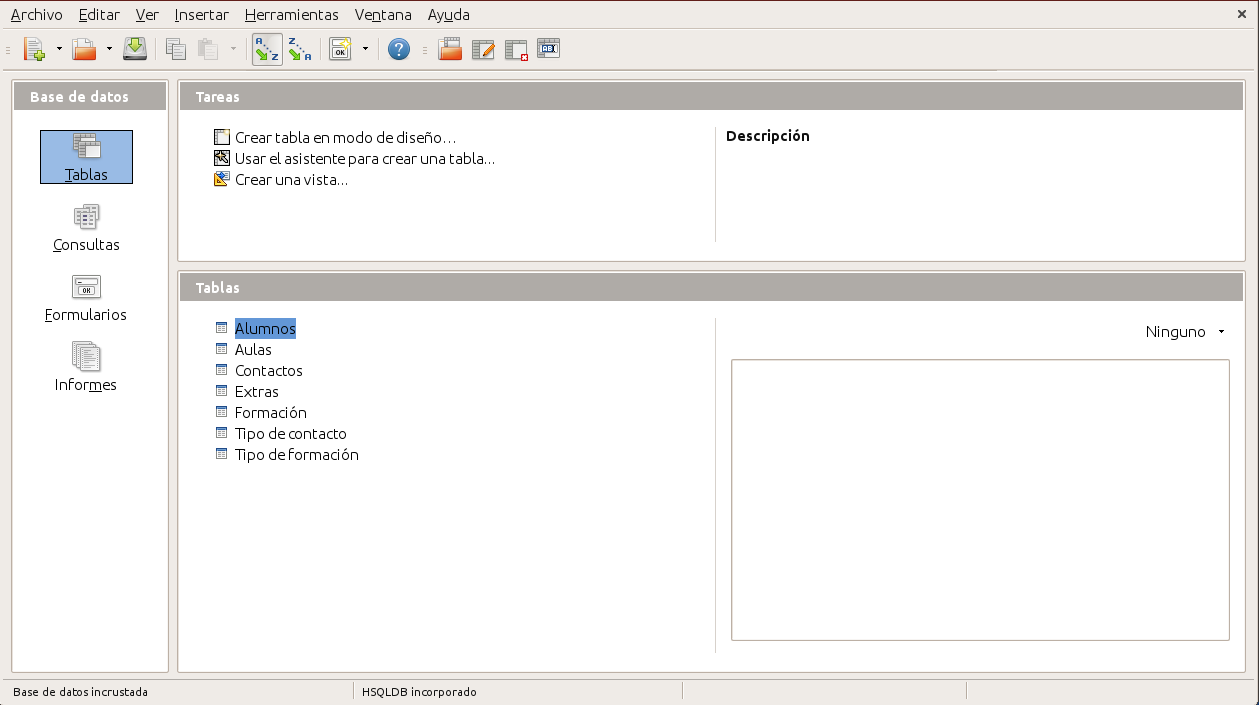 Archivo Editar Ver Insertar Herramientas Ventana Ayuda
Base de datos
Tablas
Consultas
Formularios
Informes
Tareas
Crear tabla en modo de diseño...
Usar el asistente para crear una tabla...
Crear una vista...
Descripción
Tablas
Alumnos
Aulas
Contactos
Extras
Formación
Tipo de contacto
Tipo de formación
Ninguno
Base de datos incrustada
HSQLDB incorporado